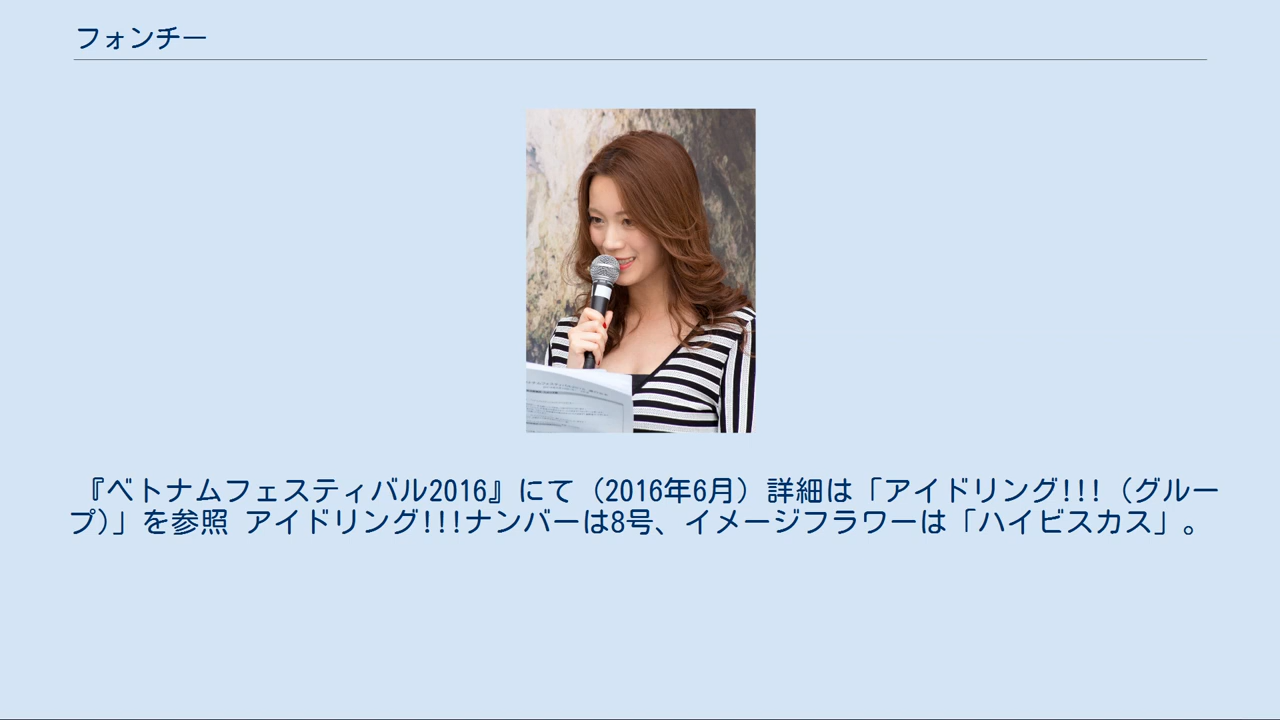 フォンチー
『ベトナムフェスティバル2016』にて（2016年6月）詳細は「アイドリング!!!（グルー
プ）」を参照 アイドリング!!!ナンバーは8号、イメージフラワーは「ハイビスカス」。